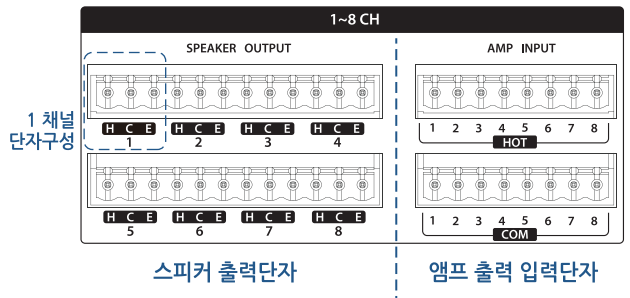 1~8 CH
SPEAKER OUTPUT
AMP INPUT
1 채널
단자구성
H C E H C E H C E H C E
1 2 3 4
1 2 3 4 5 6 7 8
HOT
H C E H C E H C E H C E
5 6 7 8
1 2 3 4 5 6 7 8
COM
스피커 출력단자
앰프 출력 입력단자